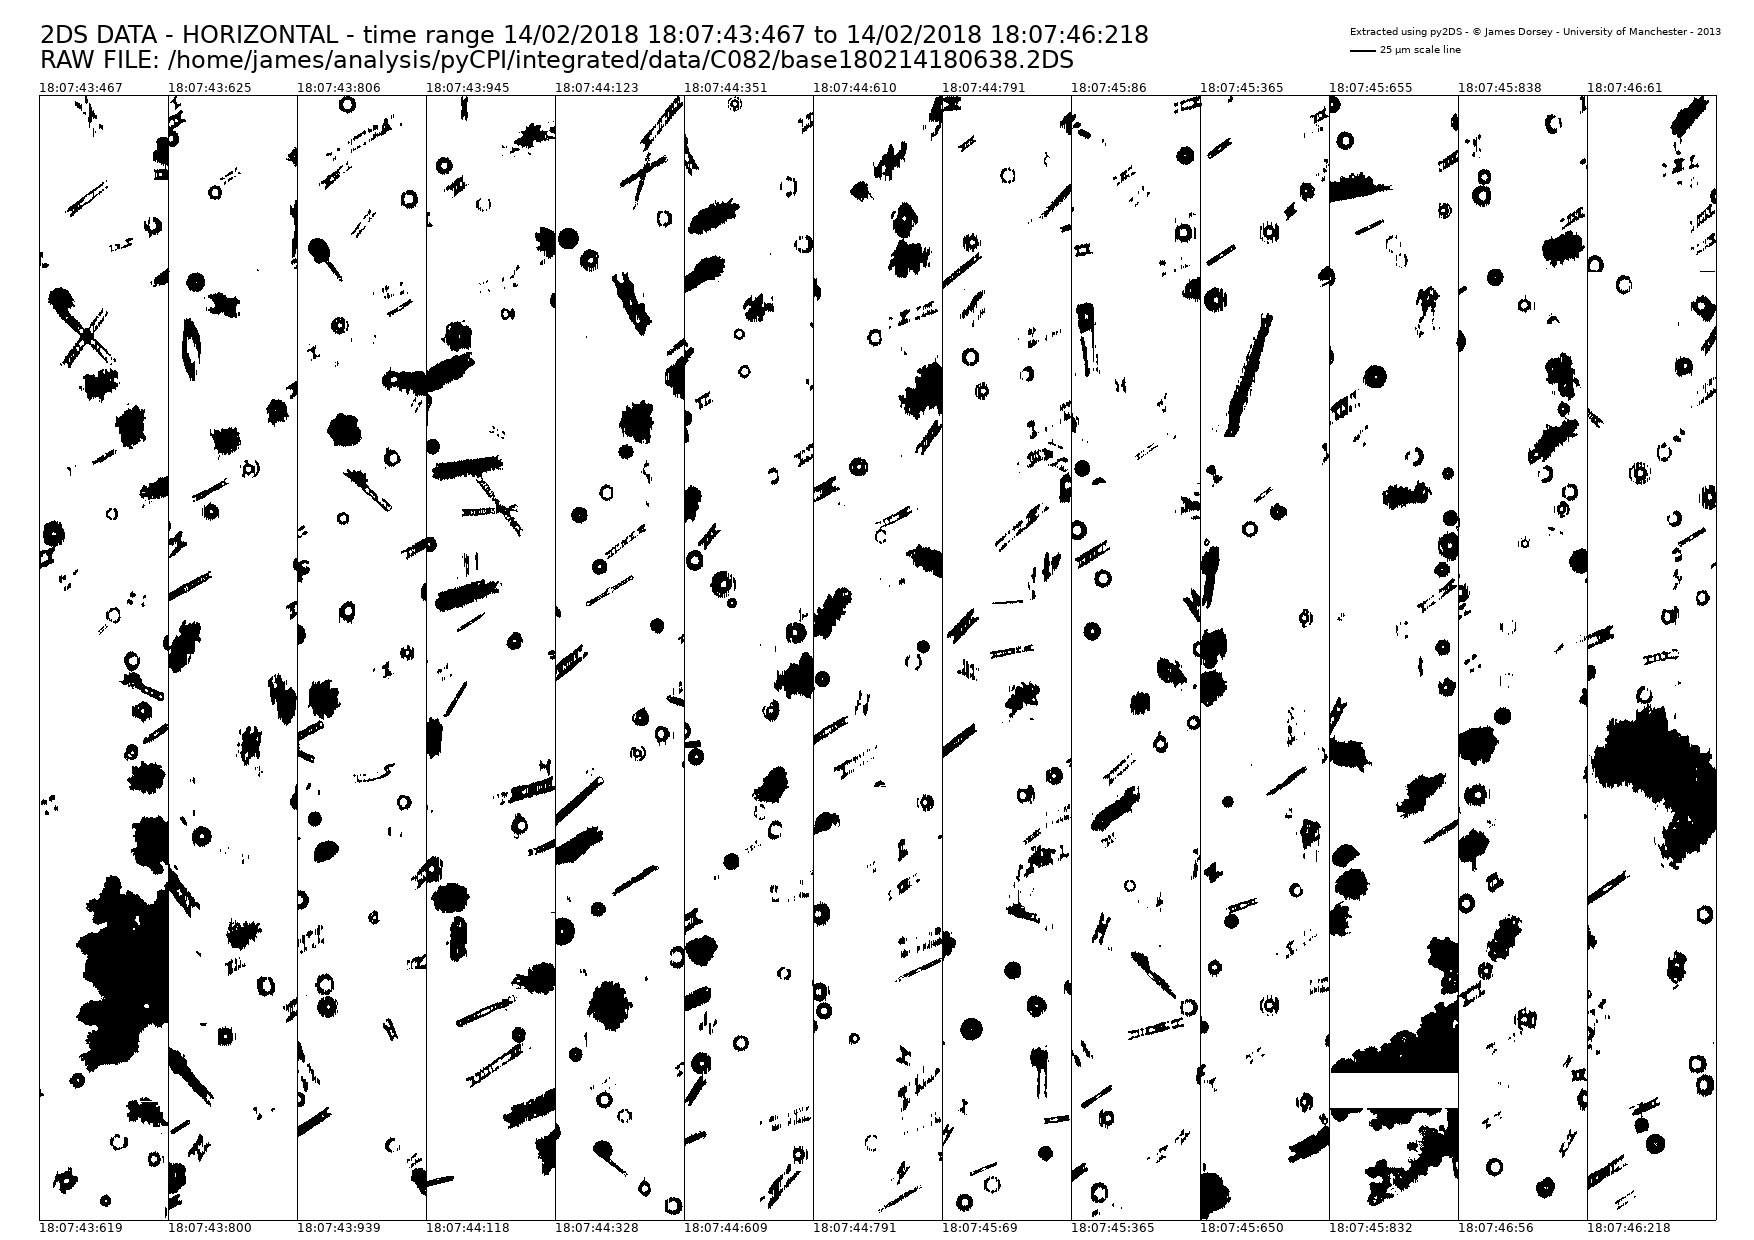 2DS DATA - HORIZONTAL - time range 14/02/2018 18:07:43:467 to 14/02/2018 18:07:46:218
Extracted using py2DS - © James Dorsey - University of Manchester - 2013
25 µm scale line
RAW FILE: /home/james/analysis/pyCPI/integrated/data/C082/base180214180638.2DS
18:07:43:467 18:07:43:625 18:07:43:806 18:07:43:945 18:07:44:123 18:07:44:351 18:07:44:610 18:07:44:791 18:07:45:86 18:07:45:365 18:07:45:655 18:07:45:838 18:07:46:61
18:07:43:619 18:07:43:800 18:07:43:939 18:07:44:118 18:07:44:328 18:07:44:609 18:07:44:791 18:07:45:69 18:07:45:365 18:07:45:650 18:07:45:832 18:07:46:56 18:07:46:218